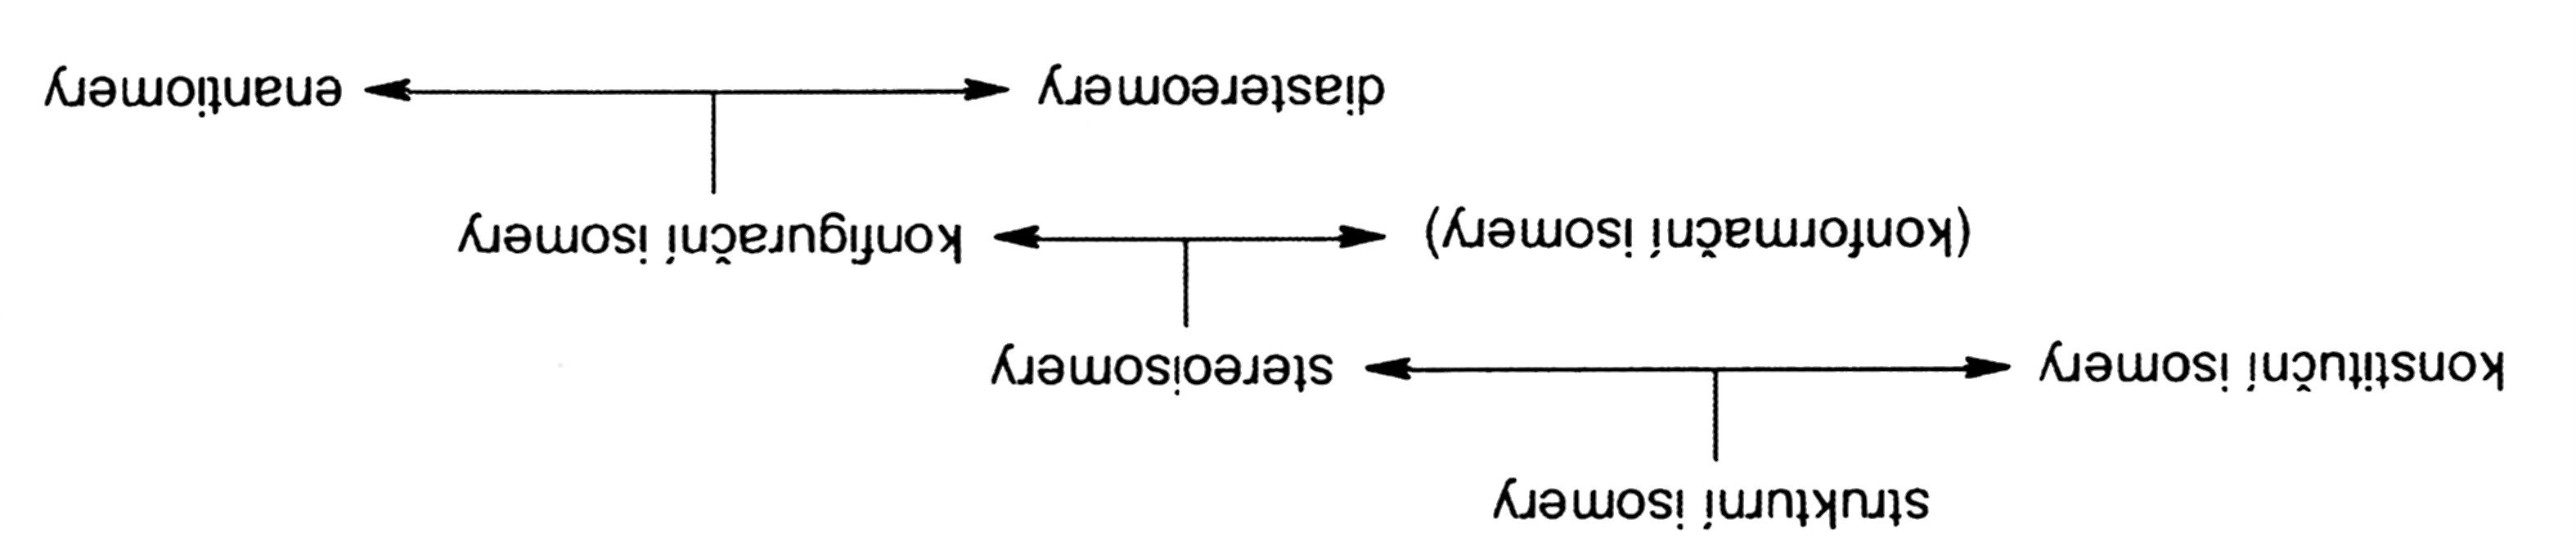 strukturní isomery
konstituční isomery stereoisomery
(konformační isomery) konfigurační isomery
diastereomery enantiomery